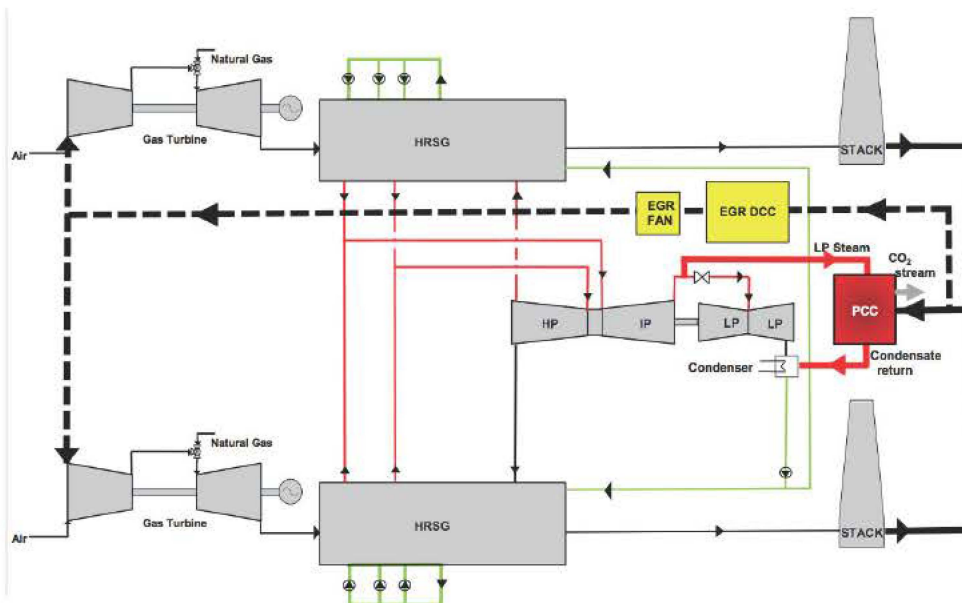 Natural Gas
Gas Turbine
Air
HRSG
STACK
EGR
FAN
EGR DCC
LP Steam
CO₂
stream
HP
IP
LP
LP
PCC
Condenser
Condensate
return
Natural Gas
Gas Turbine
Air
HRSG
STACK